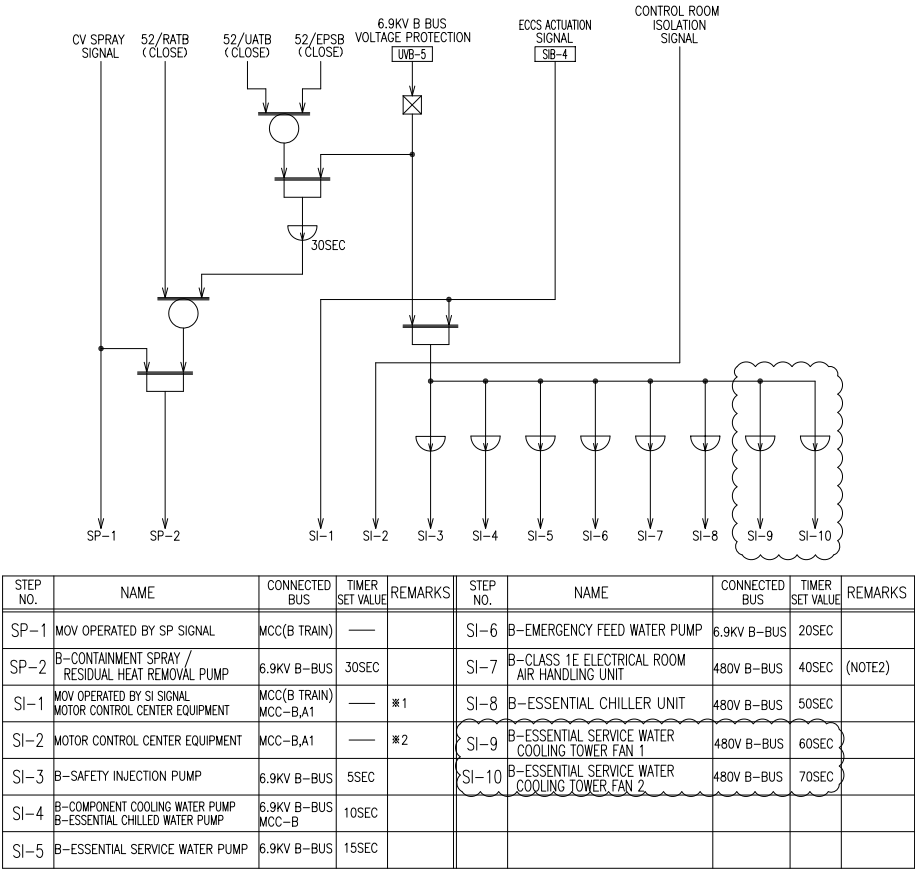 CV SPRAY
SIGNAL
52/RATB
(CLOSE)
52/UATB
(CLOSE)
52/EPSB
(CLOSE)
6.9KV B BUS
VOLTAGE PROTECTION
UVB-5
ECCS ACTUATION
SIGNAL
SIB-4
CONTROL ROOM
ISOLATION
SIGNAL
30SEC
SP-1
SP-2
SI-1
SI-2
SI-3
SI-4
SI-5
SI-6
SI-7
SI-8
SI-9
SI-10
STEP NO. NAME CONNECTED BUS TIMER SET VALUE REMARKS
SP-1 MOV OPERATED BY SP SIGNAL MCC(B TRAIN) —
SP-2 B-CONTAINMENT SPRAY /
RESIDUAL HEAT REMOVAL PUMP 6.9KV B-BUS 30SEC
SI-1 MOV OPERATED BY SI SIGNAL MCC(B TRAIN)
MOTOR CONTROL CENTER EQUIPMENT MCC-B,A1 — ※1
SI-2 MOTOR CONTROL CENTER EQUIPMENT MCC-B,A1 — ※2
SI-3 B-SAFETY INJECTION PUMP 6.9KV B-BUS 5SEC
SI-4 B-COMPONENT COOLING WATER PUMP 6.9KV B-BUS 10SEC
B-ESSENTIAL CHILLED WATER PUMP MCC-B
SI-5 B-ESSENTIAL SERVICE WATER PUMP 6.9KV B-BUS 15SEC
STEP NO. NAME CONNECTED BUS TIMER SET VALUE REMARKS
SI-6 B-EMERGENCY FEED WATER PUMP 6.9KV B-BUS 20SEC
SI-7 B-CLASS 1E ELECTRICAL ROOM
AIR HANDLING UNIT 480V B-BUS 40SEC (NOTE2)
SI-8 B-ESSENTIAL CHILLER UNIT 480V B-BUS 50SEC
SI-9 B-ESSENTIAL SERVICE WATER
COOLING TOWER FAN 1 480V B-BUS 60SEC
SI-10 B-ESSENTIAL SERVICE WATER
COOLING TOWER FAN 2 480V B-BUS 70SEC